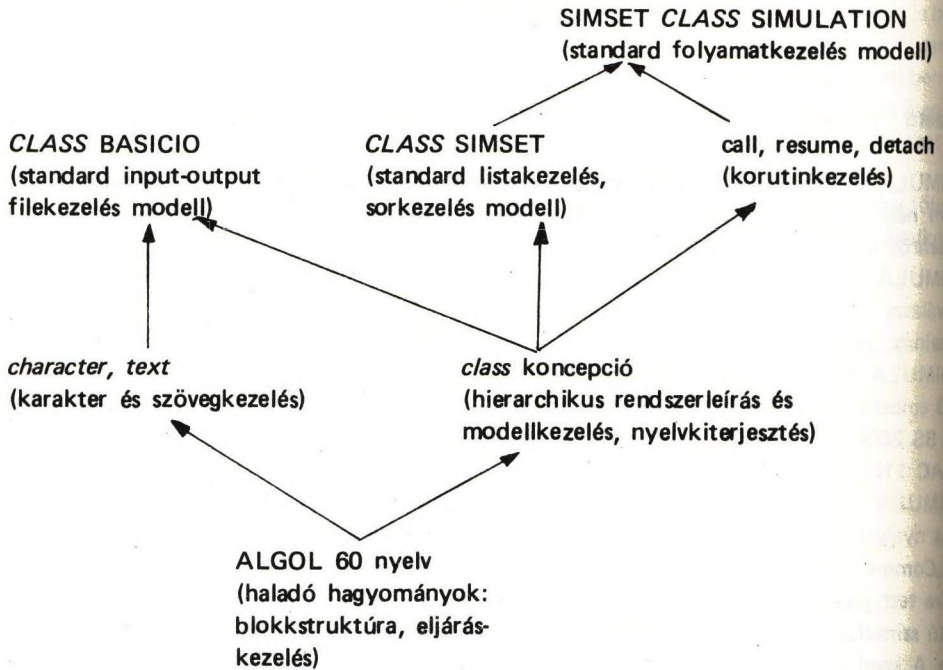 SIMSET CLASS SIMULATION
(standard folyamatkezelés modell)
CLASS BASICIO
(standard input-output
filekezelés modell)
CLASS SIMSET
(standard listakezelés,
sorkezelés modell)
call, resume, detach
(korutinkezelés)
character, text
(karakter és szövegkezelés)
class koncepció
(hierarchikus rendszerleírás és
modellkezelés, nyelvkiterjesztés)
ALGOL 60 nyelv
(haladó hagyományok:
blokkstruktúra, eljárás-
kezelés)